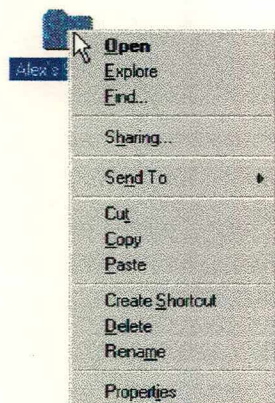 Alex's
Open
Explore
Find...
Sharing...
Send To
Cut
Copy
Paste
Create Shortcut
Delete
Rename
Properties